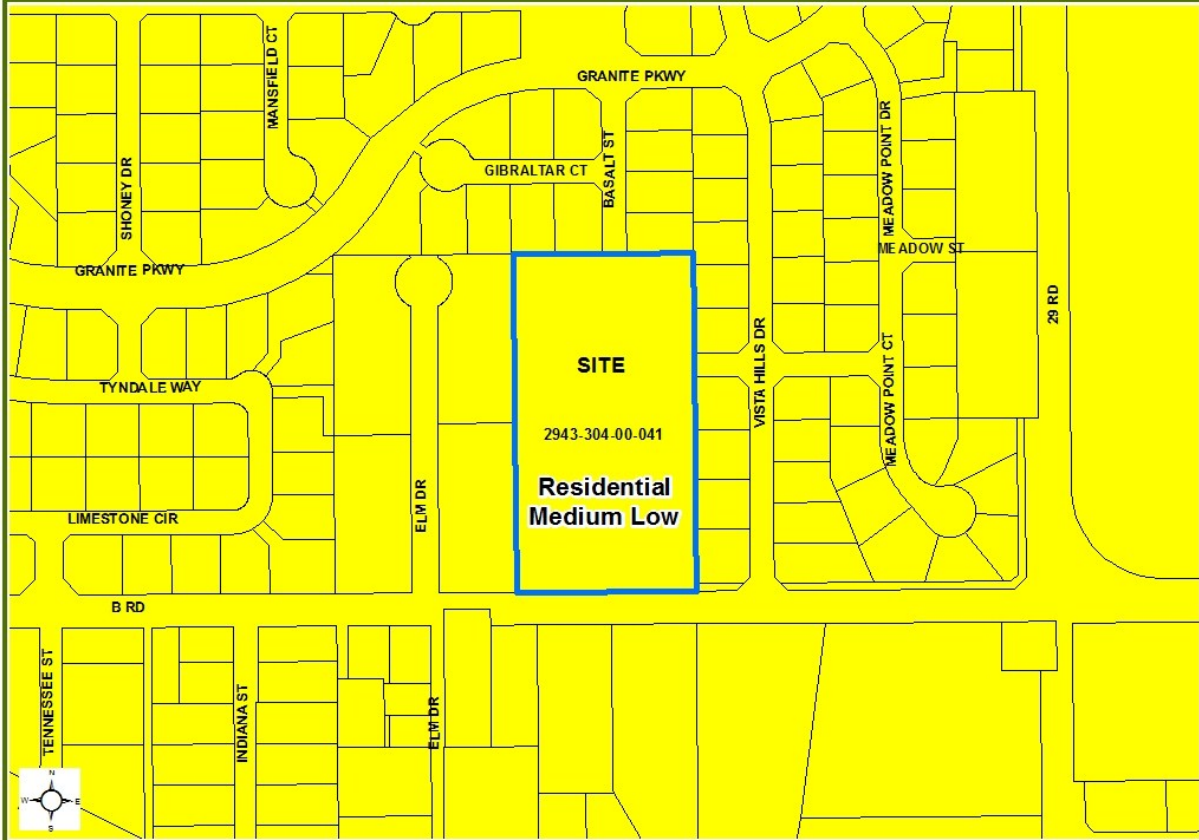 MANSFIELD CT
GRANITE PKWY
MEADOW POINT DR
SHONEY DR
BASALT ST
GIBRALTAR CT
MEADOW ST
GRANITE PKWY
29 RD
SITE
VISTA HILLS DR
TYNDALE WAY
MEADOW POINT CT
2943-304-00-041
Residential
Medium Low
ELM DR
LIMESTONE CIR
B RD
TENNESSEE ST
INDIANA ST
ELM DR
N
W E
S